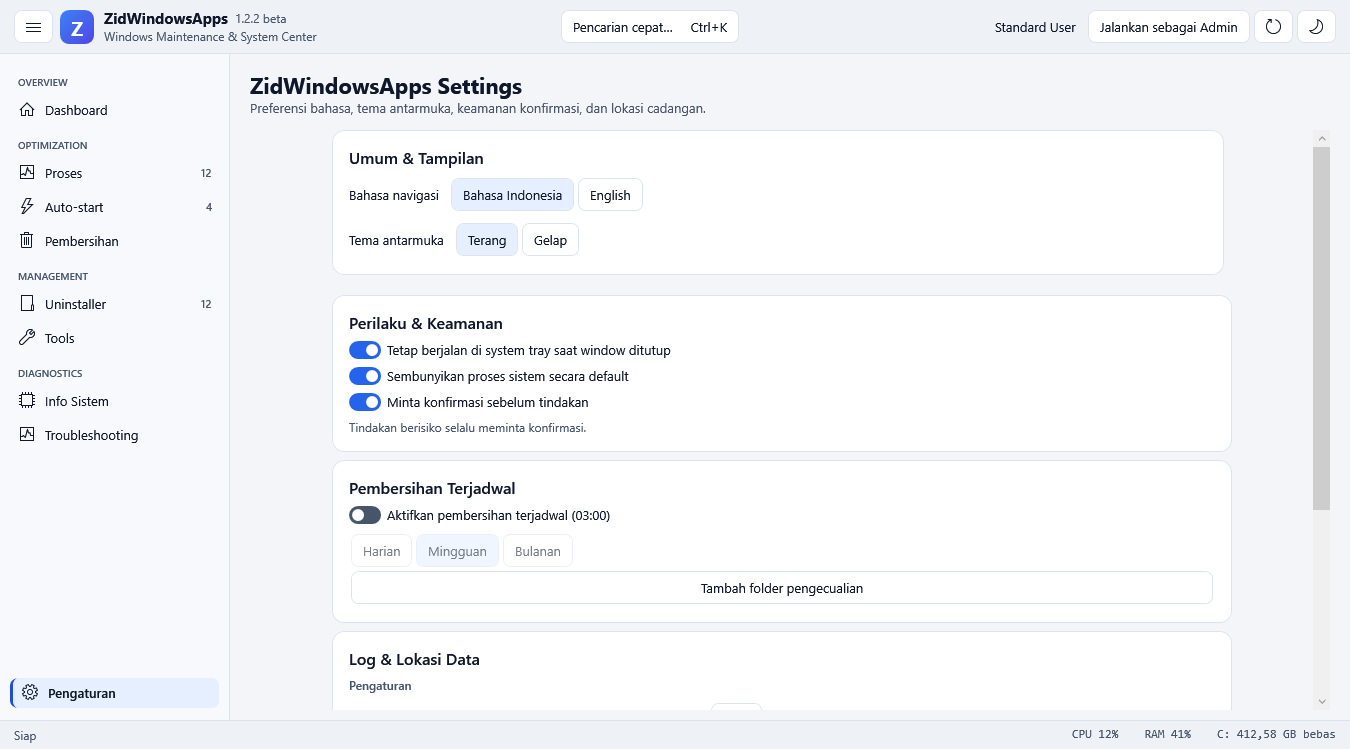 Z
ZidWindowsApps 1.2.2 beta
Windows Maintenance & System Center
Pencarian cepat... Ctrl+K
Standard User
Jalankan sebagai Admin
OVERVIEW
Dashboard
OPTIMIZATION
Proses 12
Auto-start 4
Pembersihan
MANAGEMENT
Uninstaller 12
Tools
DIAGNOSTICS
Info Sistem
Troubleshooting
Pengaturan
ZidWindowsApps Settings
Preferensi bahasa, tema antarmuka, keamanan konfirmasi, dan lokasi cadangan.
Umum & Tampilan
Bahasa navigasi Bahasa Indonesia English
Tema antarmuka Terang Gelap
Perilaku & Keamanan
Tetap berjalan di system tray saat window ditutup
Sembunyikan proses sistem secara default
Minta konfirmasi sebelum tindakan
Tindakan berisiko selalu meminta konfirmasi.
Pembersihan Terjadwal
Aktifkan pembersihan terjadwal (03:00)
Harian Mingguan Bulanan
Tambah folder pengecualian
Log & Lokasi Data
Pengaturan
Siap
CPU 12% RAM 41% C: 412,58 GB bebas